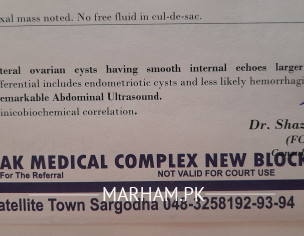 xal mass noted. No free fluid in cul-de-sac.
teral ovarian cysts having smooth internal echoes larger
ferential includes endometriotic cysts and less likely hemorrhagi
emarkable Abdominal Ultrasound.
inicobiochemical correlation.
Dr. Shaz
(FC
AK MEDICAL COMPLEX NEW BLOCK
For The Referral NOT VALID FOR COURT USE
MARHAM.PK
atellite Town Sargodha 048-3258192-93-94